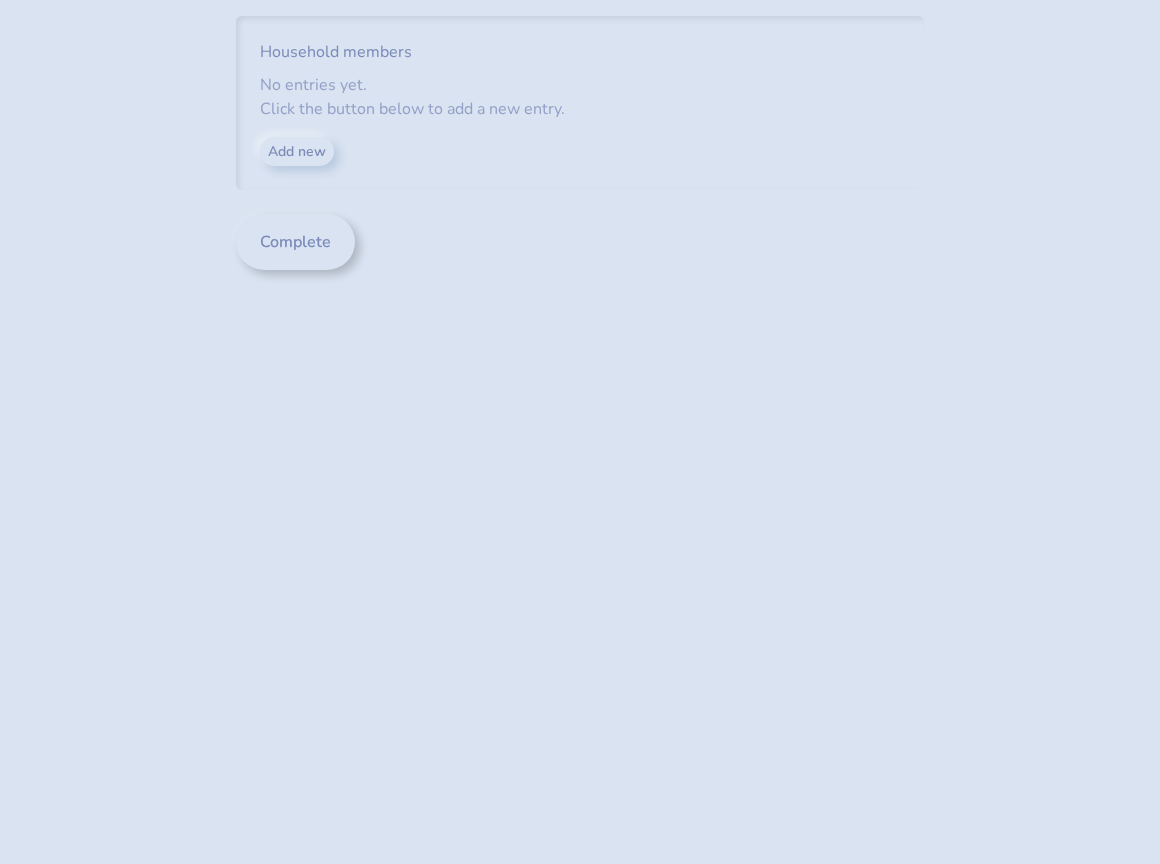 Household members
No entries yet.
Click the button below to add a new entry.
Add new
Complete